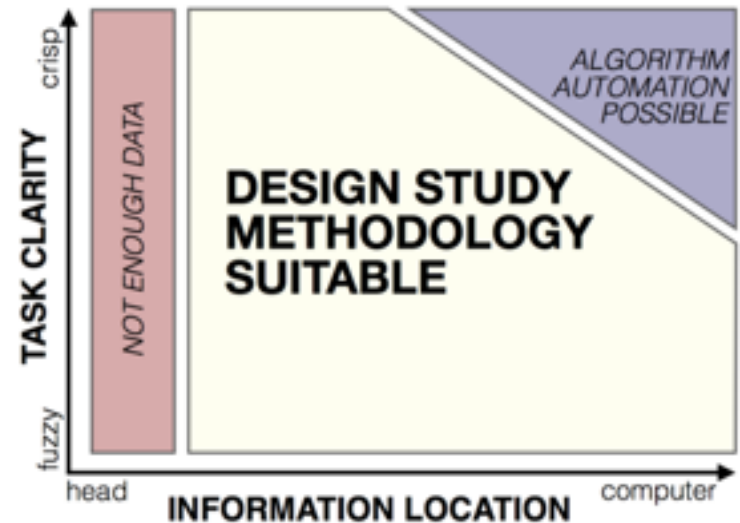 crisp
TASK CLARITY
fuzzy
NOT ENOUGH DATA
DESIGN STUDY
METHODOLOGY
SUITABLE
ALGORITHM
AUTOMATION
POSSIBLE
head
INFORMATION LOCATION
computer